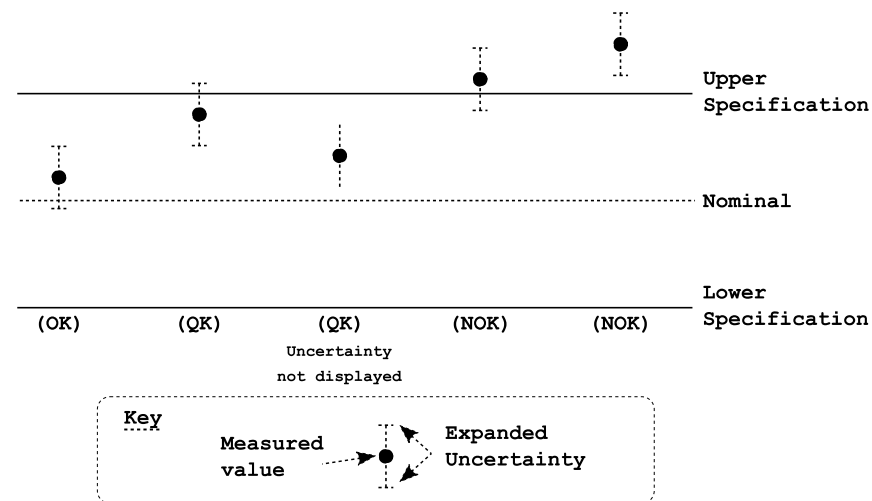 Upper
Specification
Nominal
Lower
Specification
(OK) (QK) (QK) (NOK) (NOK)
Uncertainty
not displayed
Key
Measured
value
Expanded
Uncertainty